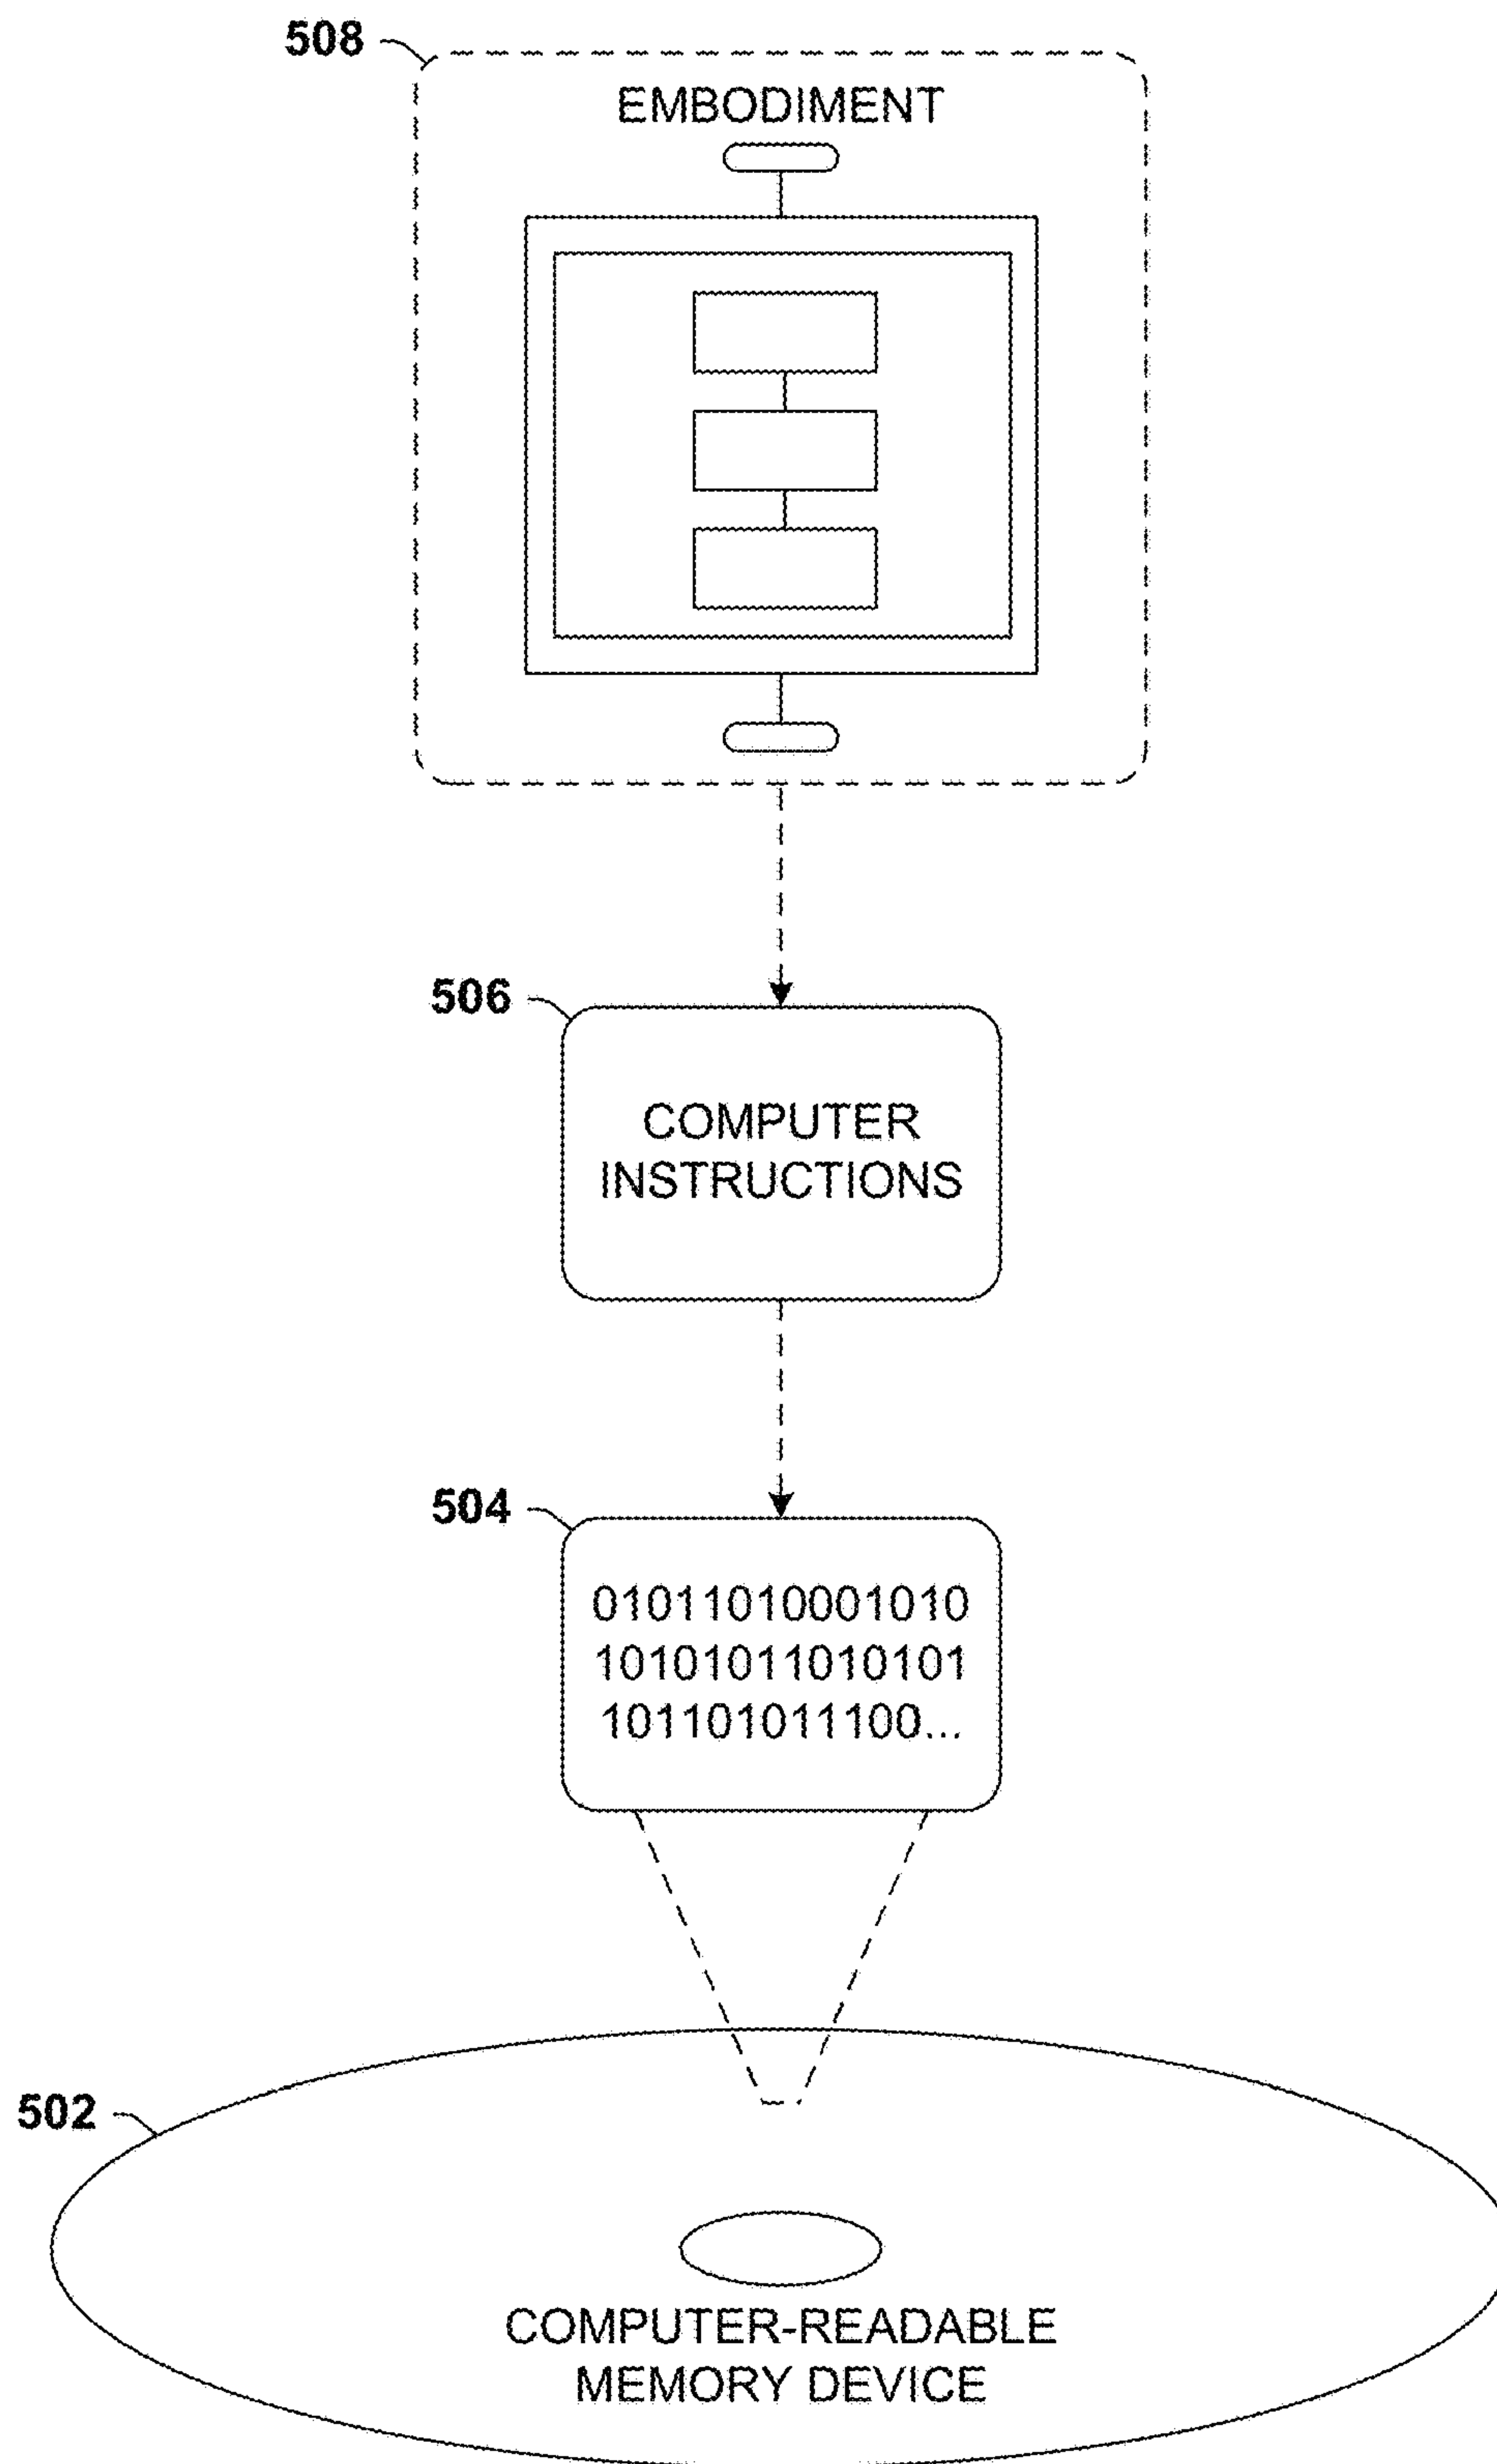 508
EMBODIMENT
506
COMPUTER
INSTRUCTIONS
504
01011010001010
10101011010101
101101011100...
502
COMPUTER-READABLE
MEMORY DEVICE